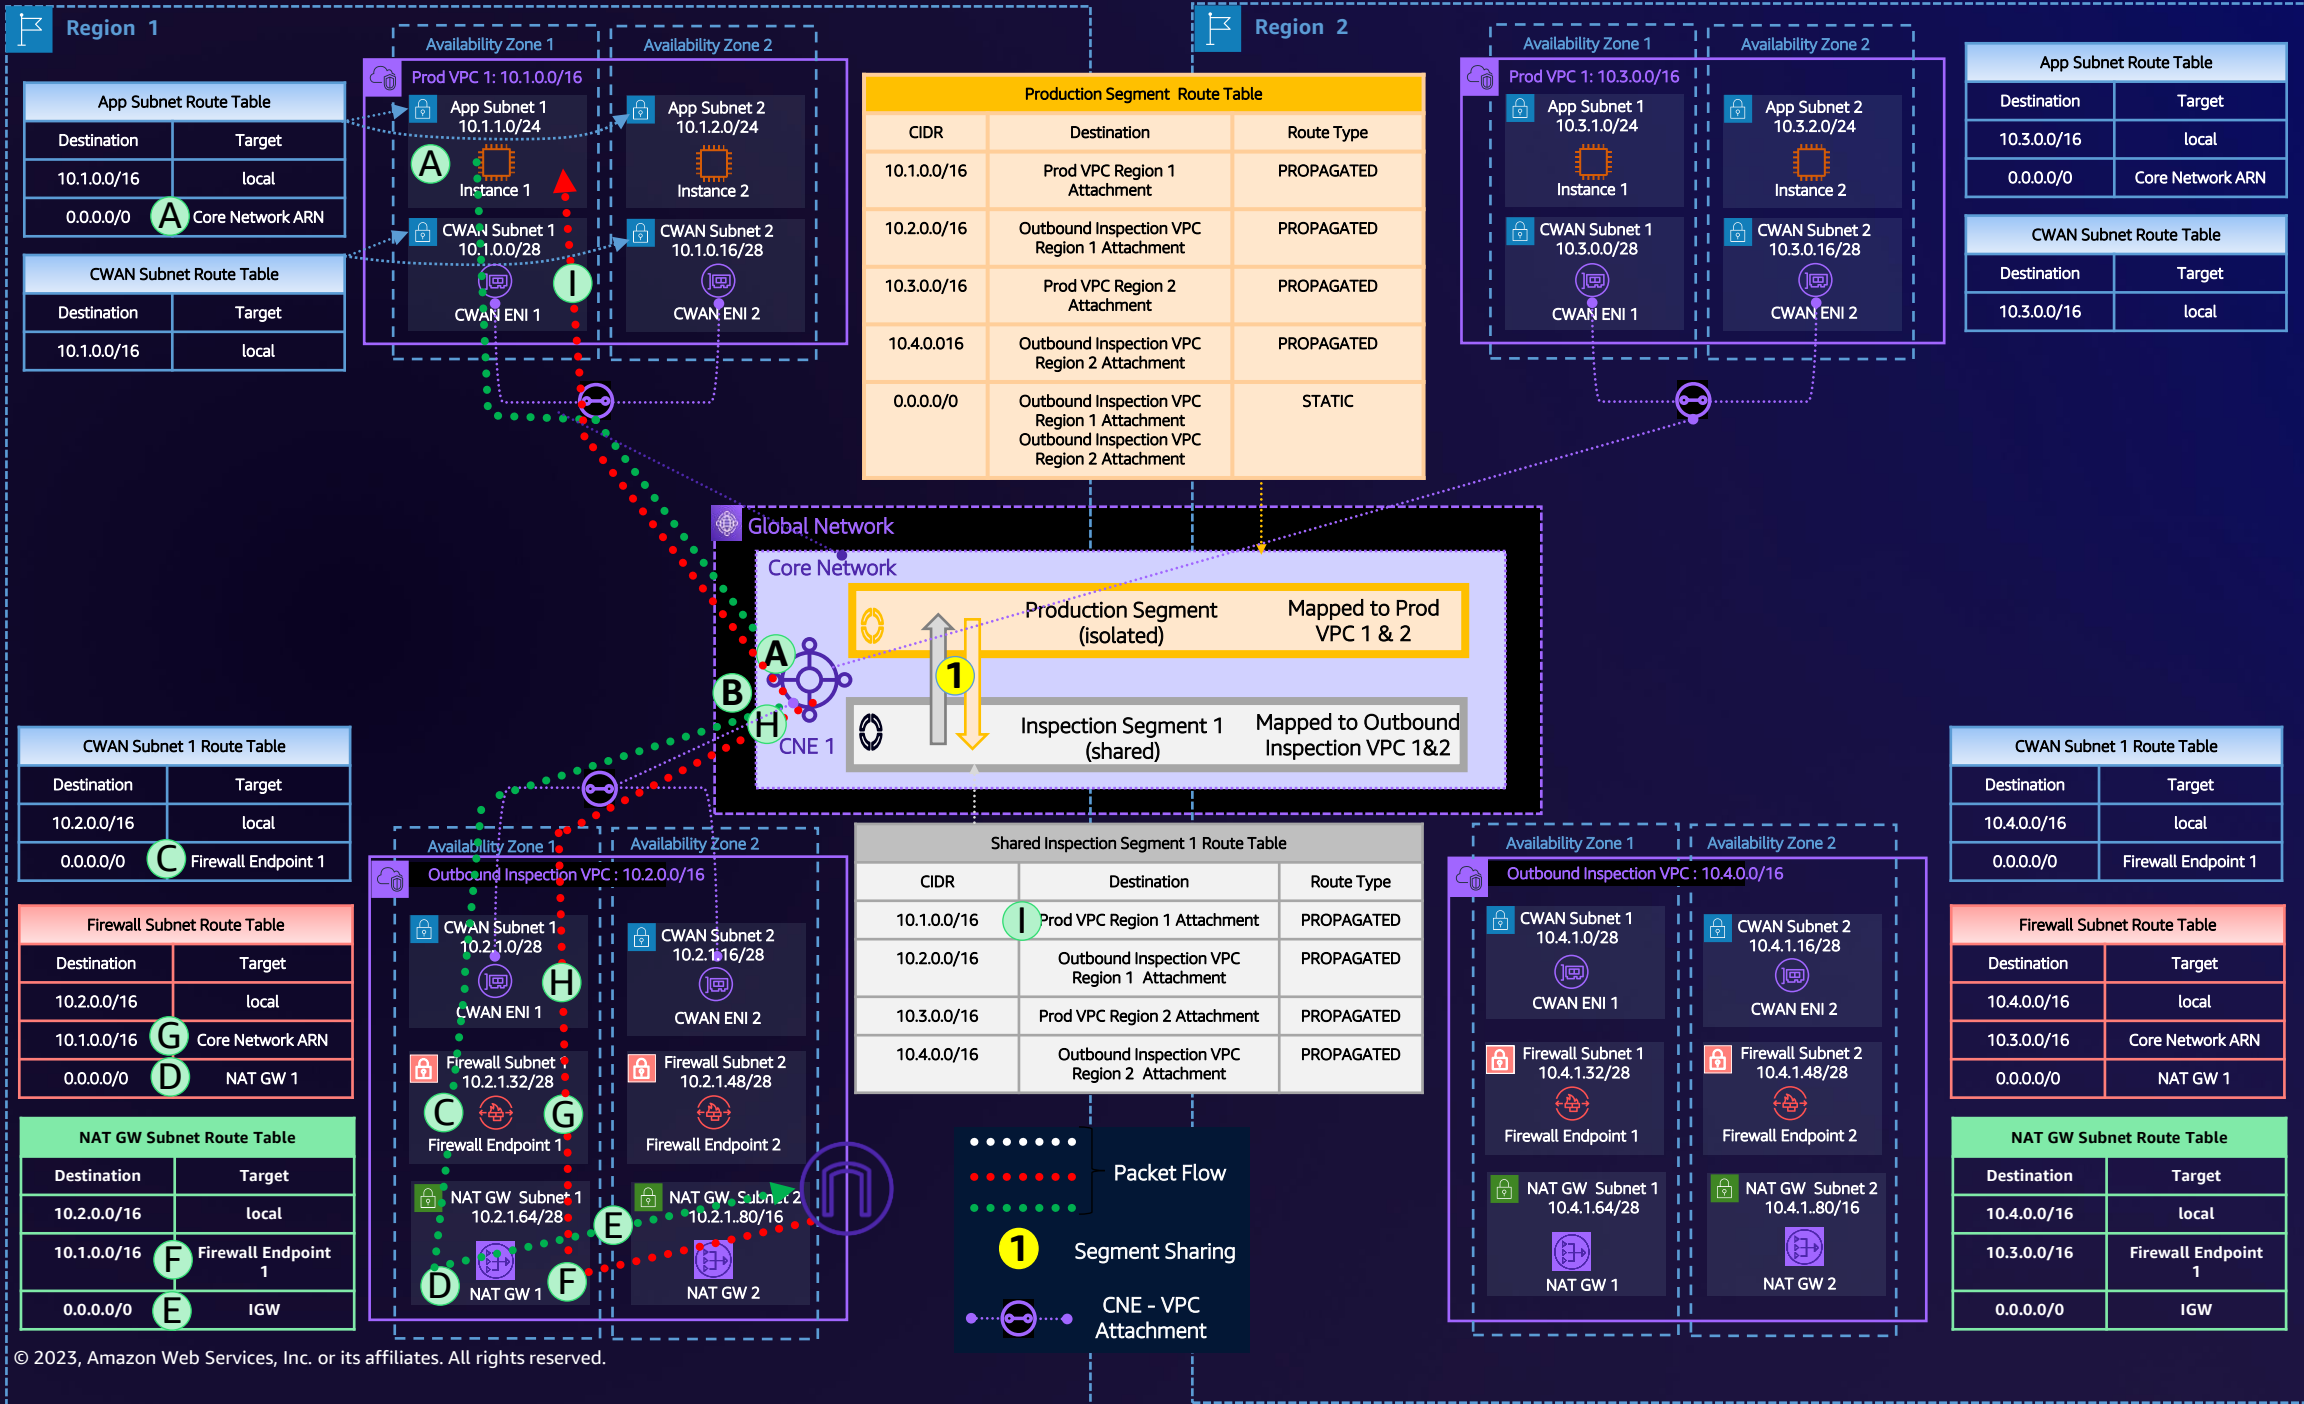 Region 1
Region 2
Availability Zone 1
Availability Zone 2
Prod VPC 1: 10.1.0.0/16
App Subnet 1
10.1.1.0/24
A
Instance 1
App Subnet 2
10.1.2.0/24
Instance 2
CWAN Subnet 1
10.1.0.0/28
I
CWAN ENI 1
CWAN Subnet 2
10.1.0.16/28
CWAN ENI 2
App Subnet Route Table
Destination Target
10.1.0.0/16 local
0.0.0.0/0 A Core Network ARN
CWAN Subnet Route Table
Destination Target
10.1.0.0/16 local
Production Segment Route Table
CIDR Destination Route Type
10.1.0.0/16 Prod VPC Region 1 PROPAGATED
Attachment
10.2.0.0/16 Outbound Inspection VPC PROPAGATED
Region 1 Attachment
10.3.0.0/16 Prod VPC Region 2 PROPAGATED
Attachment
10.4.0.016 Outbound Inspection VPC PROPAGATED
Region 2 Attachment
0.0.0.0/0 Outbound Inspection VPC STATIC
Region 1 Attachment
Outbound Inspection VPC
Region 2 Attachment
Availability Zone 1
Availability Zone 2
Prod VPC 1: 10.3.0.0/16
App Subnet 1
10.3.1.0/24
Instance 1
App Subnet 2
10.3.2.0/24
Instance 2
CWAN Subnet 1
10.3.0.0/28
CWAN ENI 1
CWAN Subnet 2
10.3.0.16/28
CWAN ENI 2
App Subnet Route Table
Destination Target
10.3.0.0/16 local
0.0.0.0/0 Core Network ARN
CWAN Subnet Route Table
Destination Target
10.3.0.0/16 local
Global Network
Core Network
Production Segment
(isolated)
Mapped to Prod
VPC 1 & 2
A
B
H
1
CNE 1
Inspection Segment 1
(shared)
Mapped to Outbound
Inspection VPC 1&2
CWAN Subnet 1 Route Table
Destination Target
10.2.0.0/16 local
0.0.0.0/0 C Firewall Endpoint 1
Firewall Subnet Route Table
Destination Target
10.2.0.0/16 local
10.1.0.0/16 G Core Network ARN
0.0.0.0/0 D NAT GW 1
NAT GW Subnet Route Table
Destination Target
10.2.0.0/16 local
10.1.0.0/16 F Firewall Endpoint
1
0.0.0.0/0 E IGW
Availability Zone 1
Availability Zone 2
Outbound Inspection VPC : 10.2.0.0/16
CWAN Subnet 1
10.2.1.0/28
H
CWAN ENI 1
CWAN Subnet 2
10.2.1.16/28
CWAN ENI 2
Firewall Subnet 1
10.2.1.32/28
C
G
Firewall Endpoint 1
Firewall Subnet 2
10.2.1.48/28
Firewall Endpoint 2
NAT GW Subnet 1
10.2.1.64/28
D
F
NAT GW 1
E
NAT GW Subnet 2
10.2.1..80/16
NAT GW 2
Shared Inspection Segment 1 Route Table
CIDR Destination Route Type
10.1.0.0/16 I Prod VPC Region 1 Attachment PROPAGATED
10.2.0.0/16 Outbound Inspection VPC PROPAGATED
Region 1 Attachment
10.3.0.0/16 Prod VPC Region 2 Attachment PROPAGATED
10.4.0.0/16 Outbound Inspection VPC PROPAGATED
Region 2 Attachment
Packet Flow
1 Segment Sharing
CNE - VPC
Attachment
Availability Zone 1
Availability Zone 2
Outbound Inspection VPC : 10.4.0.0/16
CWAN Subnet 1
10.4.1.0/28
CWAN ENI 1
CWAN Subnet 2
10.4.1.16/28
CWAN ENI 2
Firewall Subnet 1
10.4.1.32/28
Firewall Endpoint 1
Firewall Subnet 2
10.4.1.48/28
Firewall Endpoint 2
NAT GW Subnet 1
10.4.1.64/28
NAT GW 1
NAT GW Subnet 2
10.4.1..80/16
NAT GW 2
CWAN Subnet 1 Route Table
Destination Target
10.4.0.0/16 local
0.0.0.0/0 Firewall Endpoint 1
Firewall Subnet Route Table
Destination Target
10.4.0.0/16 local
10.3.0.0/16 Core Network ARN
0.0.0.0/0 NAT GW 1
NAT GW Subnet Route Table
Destination Target
10.4.0.0/16 local
10.3.0.0/16 Firewall Endpoint
1
0.0.0.0/0 IGW
© 2023, Amazon Web Services, Inc. or its affiliates. All rights reserved.